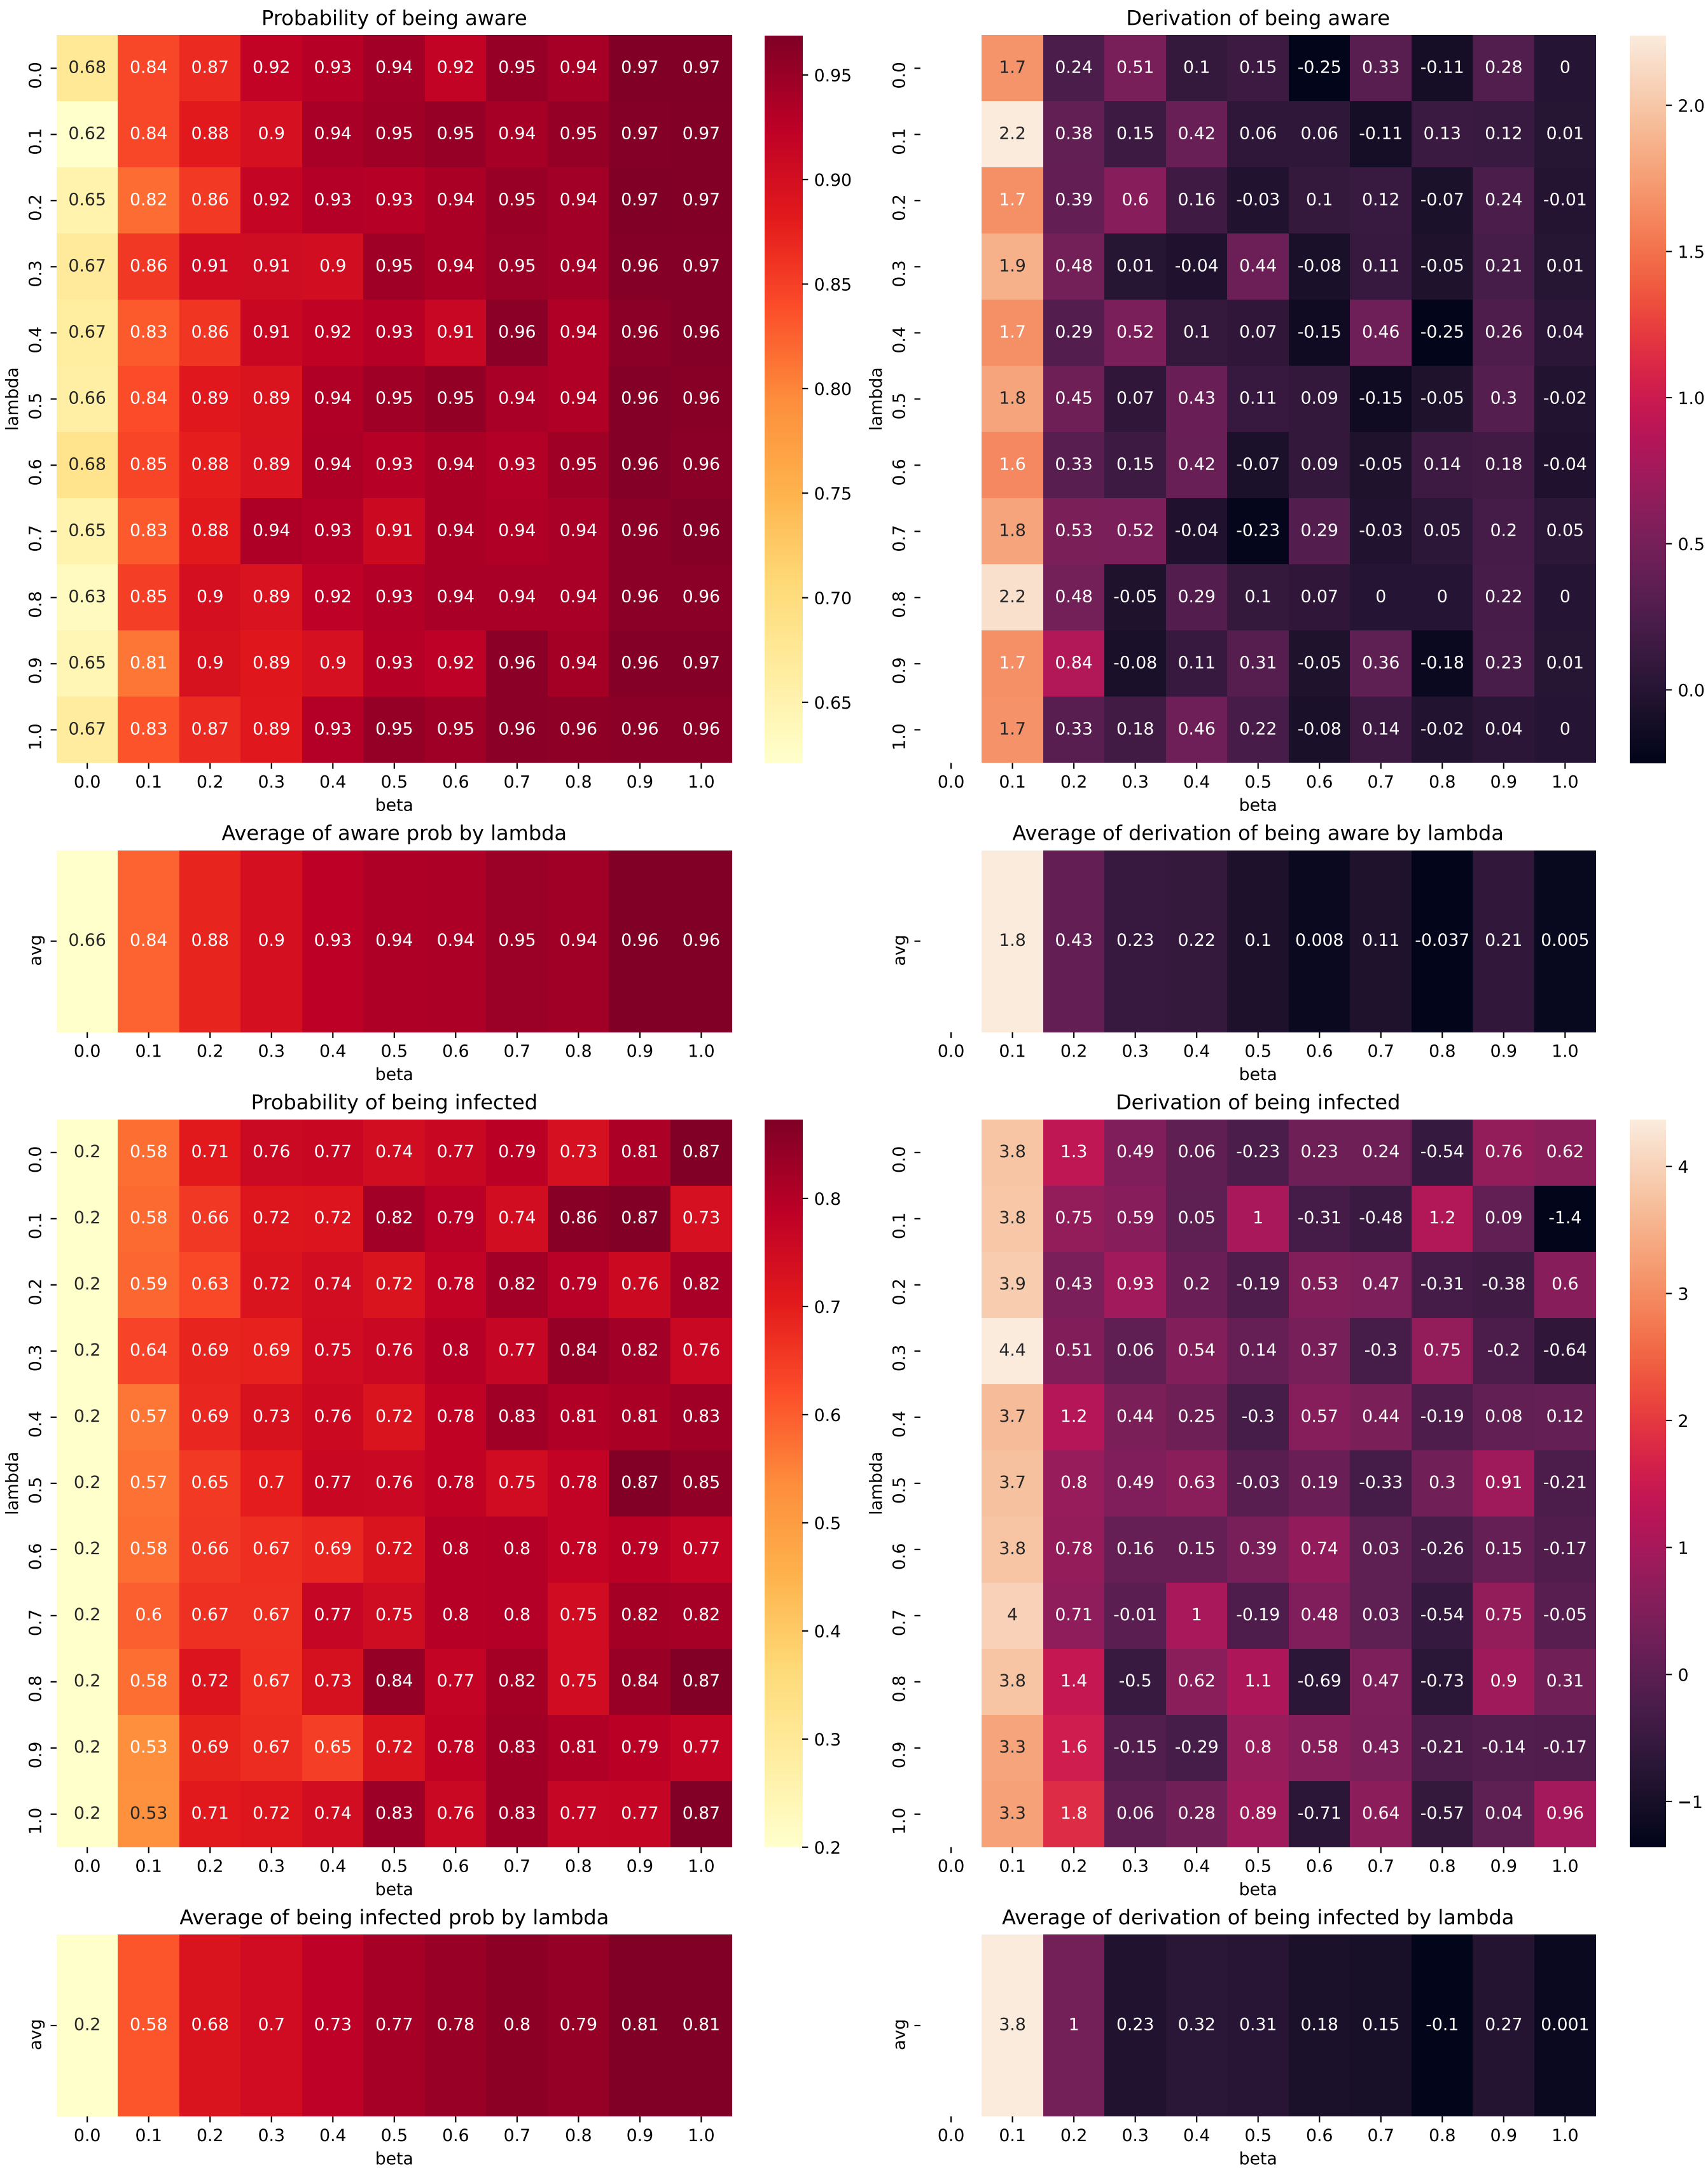 Probability of being aware
0.0 0.68 0.84 0.87 0.92 0.93 0.94 0.92 0.95 0.94 0.97 0.97
0.1 0.62 0.84 0.88 0.9 0.94 0.95 0.95 0.94 0.95 0.97 0.97
0.2 0.65 0.82 0.86 0.92 0.93 0.93 0.94 0.95 0.94 0.97 0.97
0.3 0.67 0.86 0.91 0.91 0.9 0.95 0.94 0.95 0.94 0.96 0.97
0.4 0.67 0.83 0.86 0.91 0.92 0.93 0.91 0.96 0.94 0.96 0.96
0.5 0.66 0.84 0.89 0.89 0.94 0.95 0.95 0.94 0.94 0.96 0.96
0.6 0.68 0.85 0.88 0.89 0.94 0.93 0.94 0.93 0.95 0.96 0.96
0.7 0.65 0.83 0.88 0.94 0.93 0.91 0.94 0.94 0.94 0.96 0.96
0.8 0.63 0.85 0.9 0.89 0.92 0.93 0.94 0.94 0.94 0.96 0.96
0.9 0.65 0.81 0.9 0.89 0.9 0.93 0.92 0.96 0.94 0.96 0.97
1.0 0.67 0.83 0.87 0.89 0.93 0.95 0.95 0.96 0.96 0.96 0.96
lambda
0.0 0.1 0.2 0.3 0.4 0.5 0.6 0.7 0.8 0.9 1.0
beta
0.95
0.90
0.85
0.80
0.75
0.70
0.65
Derivation of being aware
0.0 1.7 0.24 0.51 0.1 0.15 -0.25 0.33 -0.11 0.28 0
0.1 2.2 0.38 0.15 0.42 0.06 0.06 -0.11 0.13 0.12 0.01
0.2 1.7 0.39 0.6 0.16 -0.03 0.1 0.12 -0.07 0.24 -0.01
0.3 1.9 0.48 0.01 -0.04 0.44 -0.08 0.11 -0.05 0.21 0.01
0.4 1.7 0.29 0.52 0.1 0.07 -0.15 0.46 -0.25 0.26 0.04
0.5 1.8 0.45 0.07 0.43 0.11 0.09 -0.15 -0.05 0.3 -0.02
0.6 1.6 0.33 0.15 0.42 -0.07 0.09 -0.05 0.14 0.18 -0.04
0.7 1.8 0.53 0.52 -0.04 -0.23 0.29 -0.03 0.05 0.2 0.05
0.8 2.2 0.48 -0.05 0.29 0.1 0.07 0 0 0.22 0
0.9 1.7 0.84 -0.08 0.11 0.31 -0.05 0.36 -0.18 0.23 0.01
1.0 1.7 0.33 0.18 0.46 0.22 -0.08 0.14 -0.02 0.04 0
lambda
0.0 0.1 0.2 0.3 0.4 0.5 0.6 0.7 0.8 0.9 1.0
beta
2.0
1.5
1.0
0.5
0.0
Average of aware prob by lambda
avg 0.66 0.84 0.88 0.9 0.93 0.94 0.94 0.95 0.94 0.96 0.96
0.0 0.1 0.2 0.3 0.4 0.5 0.6 0.7 0.8 0.9 1.0
beta
Average of derivation of being aware by lambda
avg 1.8 0.43 0.23 0.22 0.1 0.008 0.11 -0.037 0.21 0.005
0.0 0.1 0.2 0.3 0.4 0.5 0.6 0.7 0.8 0.9 1.0
beta
Probability of being infected
0.0 0.2 0.58 0.71 0.76 0.77 0.74 0.77 0.79 0.73 0.81 0.87
0.1 0.2 0.58 0.66 0.72 0.72 0.82 0.79 0.74 0.86 0.87 0.73
0.2 0.2 0.59 0.63 0.72 0.74 0.72 0.78 0.82 0.79 0.76 0.82
0.3 0.2 0.64 0.69 0.69 0.75 0.76 0.8 0.77 0.84 0.82 0.76
0.4 0.2 0.57 0.69 0.73 0.76 0.72 0.78 0.83 0.81 0.81 0.83
0.5 0.2 0.57 0.65 0.7 0.77 0.76 0.78 0.75 0.78 0.87 0.85
0.6 0.2 0.58 0.66 0.67 0.69 0.72 0.8 0.8 0.78 0.79 0.77
0.7 0.2 0.6 0.67 0.67 0.77 0.75 0.8 0.8 0.75 0.82 0.82
0.8 0.2 0.58 0.72 0.67 0.73 0.84 0.77 0.82 0.75 0.84 0.87
0.9 0.2 0.53 0.69 0.67 0.65 0.72 0.78 0.83 0.81 0.79 0.77
1.0 0.2 0.53 0.71 0.72 0.74 0.83 0.76 0.83 0.77 0.77 0.87
lambda
0.0 0.1 0.2 0.3 0.4 0.5 0.6 0.7 0.8 0.9 1.0
beta
0.8
0.7
0.6
0.5
0.4
0.3
0.2
Derivation of being infected
0.0 3.8 1.3 0.49 0.06 -0.23 0.23 0.24 -0.54 0.76 0.62
0.1 3.8 0.75 0.59 0.05 1 -0.31 -0.48 1.2 0.09 -1.4
0.2 3.9 0.43 0.93 0.2 -0.19 0.53 0.47 -0.31 -0.38 0.6
0.3 4.4 0.51 0.06 0.54 0.14 0.37 -0.3 0.75 -0.2 -0.64
0.4 3.7 1.2 0.44 0.25 -0.3 0.57 0.44 -0.19 0.08 0.12
0.5 3.7 0.8 0.49 0.63 -0.03 0.19 -0.33 0.3 0.91 -0.21
0.6 3.8 0.78 0.16 0.15 0.39 0.74 0.03 -0.26 0.15 -0.17
0.7 4 0.71 -0.01 1 -0.19 0.48 0.03 -0.54 0.75 -0.05
0.8 3.8 1.4 -0.5 0.62 1.1 -0.69 0.47 -0.73 0.9 0.31
0.9 3.3 1.6 -0.15 -0.29 0.8 0.58 0.43 -0.21 -0.14 -0.17
1.0 3.3 1.8 0.06 0.28 0.89 -0.71 0.64 -0.57 0.04 0.96
lambda
0.0 0.1 0.2 0.3 0.4 0.5 0.6 0.7 0.8 0.9 1.0
beta
4
3
2
1
0
−1
Average of being infected prob by lambda
avg 0.2 0.58 0.68 0.7 0.73 0.77 0.78 0.8 0.79 0.81 0.81
0.0 0.1 0.2 0.3 0.4 0.5 0.6 0.7 0.8 0.9 1.0
beta
Average of derivation of being infected by lambda
avg 3.8 1 0.23 0.32 0.31 0.18 0.15 -0.1 0.27 0.001
0.0 0.1 0.2 0.3 0.4 0.5 0.6 0.7 0.8 0.9 1.0
beta